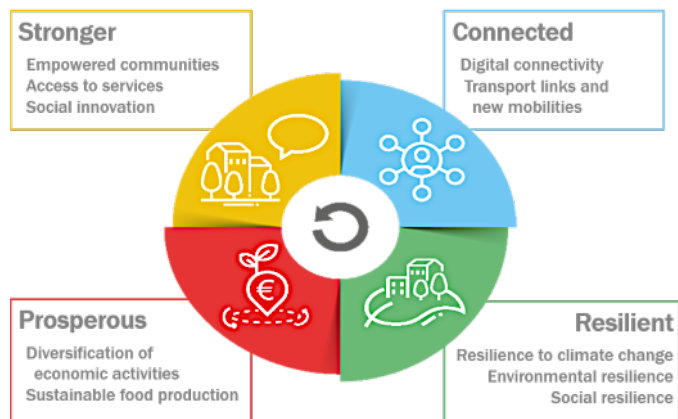 Stronger
Empowered communities
Access to services
Social innovation
Connected
Digital connectivity
Transport links and
new mobilities
€
Prosperous
Diversification of
economic activities
Sustainable food production
Resilient
Resilience to climate change
Environmental resilience
Social resilience